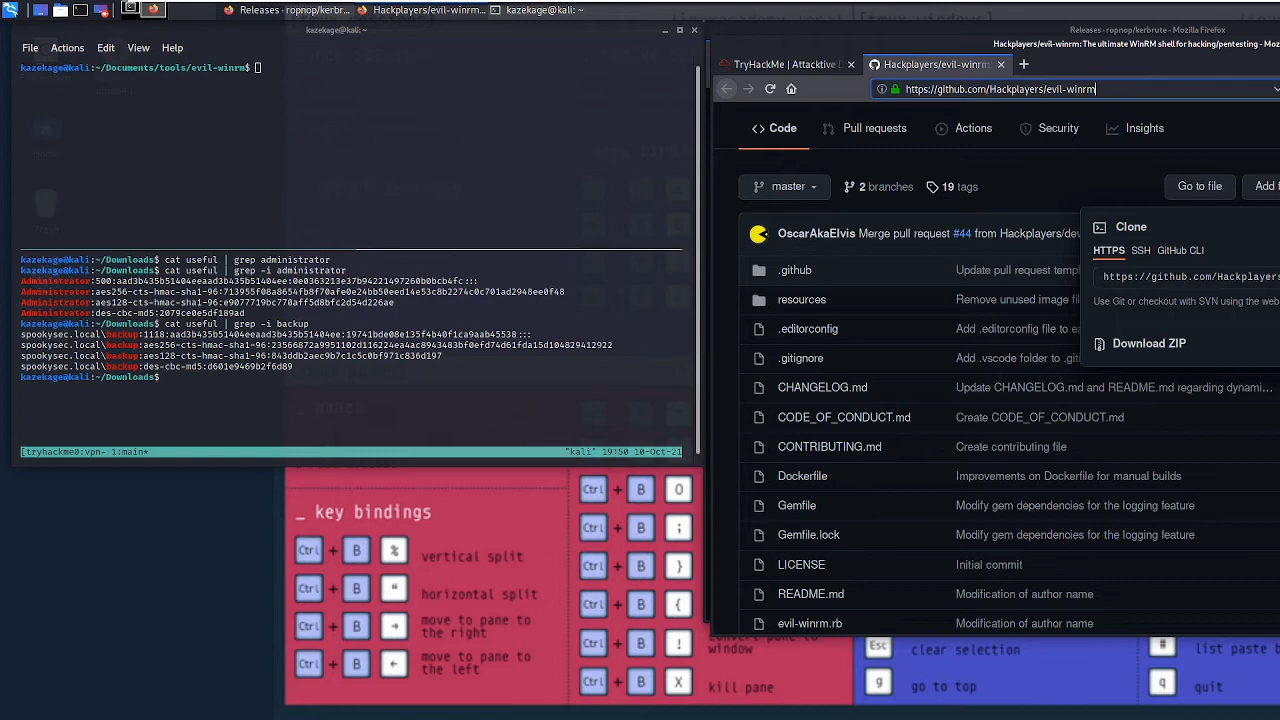 Releases - ropnop/kerbr...
Hackplayers/evil-winrm...
kazekage@kali: ~
kazekage@kali: ~
File Actions Edit View Help
kazekage@kali:~/Documents/tools/evil-winrm$
kazekage@kali:~/Downloads$ cat useful | grep administrator
kazekage@kali:~/Downloads$ cat useful | grep -i administrator
Administrator:500:aad3b435b51404eeaad3b435b51404ee:0e0363213e37b94221497260b0bcb4fc:::
Administrator:aes256-cts-hmac-sha1-96:713955f08a8654fb8f70afe0e24bb50eed14e53c8b2274c0c701ad2948ee0f48
Administrator:aes128-cts-hmac-sha1-96:e9077719bc770aff5d8bfc2d54d226ae
Administrator:des-cbc-md5:2079ce0e5df189ad
kazekage@kali:~/Downloads$ cat useful | grep -i backup
spookysec.local\backup:1118:aad3b435b51404eeaad3b435b51404ee:19741bde08e135f4b40f1ca9aab45538:::
spookysec.local\backup:aes256-cts-hmac-sha1-96:23566872a9951102d116224ea4ac8943483bf0efd74d61fda15d104829412922
spookysec.local\backup:aes128-cts-hmac-sha1-96:843ddb2aec9b7c1c5c0bf971c836d197
spookysec.local\backup:des-cbc-md5:d601e9469b2f6d89
kazekage@kali:~/Downloads$
[tryhackme0:vpn- 1:main* "kali" 19:50 10-Oct-21
Releases · ropnop/kerbrute - Mozilla Firefox
Hackplayers/evil-winrm: The ultimate WinRM shell for hacking/pentesting - Moz
TryHackMe | Attacktive D
Hackplayers/evil-winrm:
https://github.com/Hackplayers/evil-winrm
Code Pull requests Actions Security Insights
master 2 branches 19 tags Go to file Add f
OscarAkaElvis Merge pull request #44 from Hackplayers/dev
Clone
HTTPS SSH GitHub CLI
https://github.com/Hackplayers
Use Git or checkout with SVN using the web
Download ZIP
.github Update pull request templ
resources Remove unused image fil
.editorconfig Add .editorconfig file to ea
.gitignore Add .vscode folder to .git
CHANGELOG.md Update CHANGELOG.md and README.md regarding dynami...
CODE_OF_CONDUCT.md Create CODE_OF_CONDUCT.md
CONTRIBUTING.md Create contributing file
Dockerfile Improvements on Dockerfile for manual builds
Gemfile Modify gem dependencies for the logging feature
Gemfile.lock Modify gem dependencies for the logging feature
LICENSE Initial commit
README.md Modification of author name
evil-winrm.rb Modification of author name
_ key bindings
Ctrl + B % vertical split
Ctrl + B “ horizontal split
Ctrl + B → move to pane to the right
Ctrl + B ← move to pane to the left
Ctrl + B O
Ctrl + B ;
Ctrl + B }
Ctrl + B {
Ctrl + B ! convert pane to window
Ctrl + B X kill pane
Esc clear selection
g go to top
# list paste b
q quit